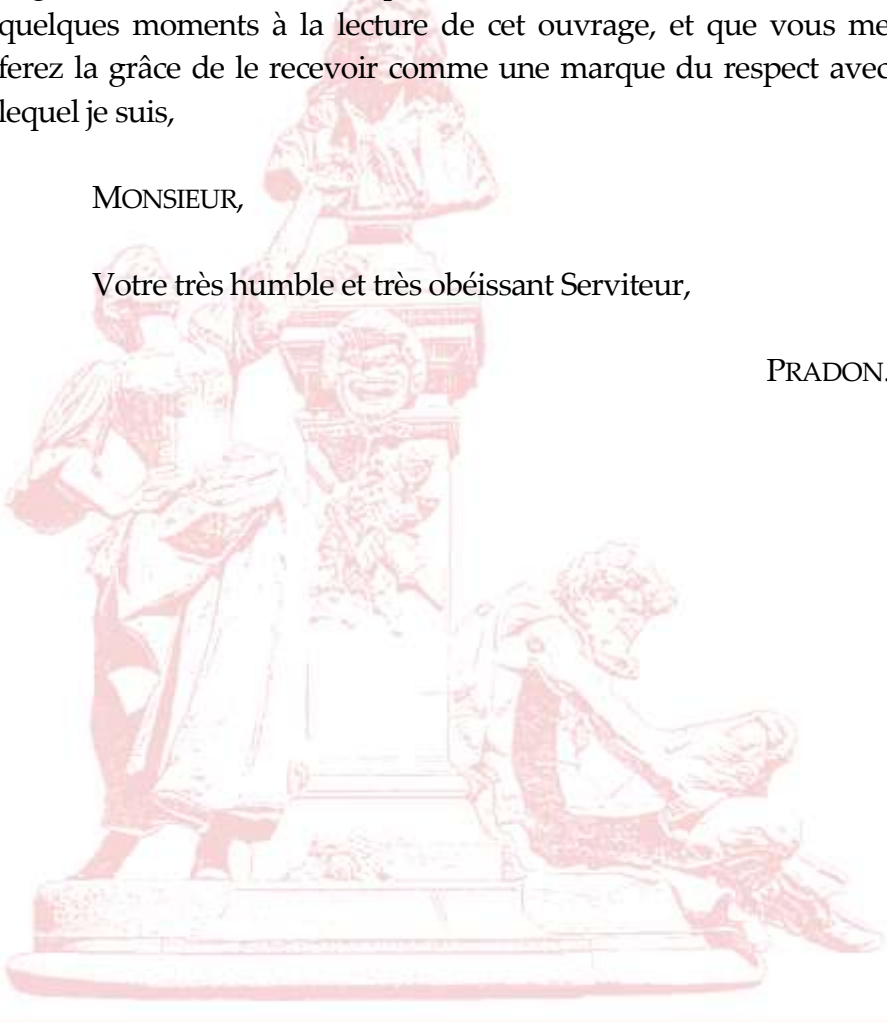 quelques moments à la lecture de cet ouvrage, et que vous me
ferez la grâce de le recevoir comme une marque du respect avec
lequel je suis,
MONSIEUR,
Votre très humble et très obéissant Serviteur,
PRADON.